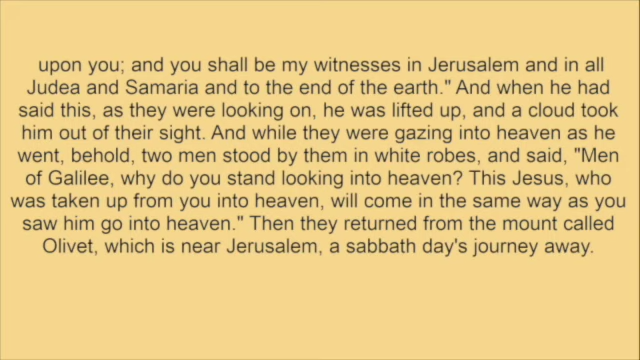 upon you; and you shall be my witnesses in Jerusalem and in all
Judea and Samaria and to the end of the earth." And when he had
said this, as they were looking on, he was lifted up, and a cloud took
him out of their sight. And while they were gazing into heaven as he
went, behold, two men stood by them in white robes, and said, "Men
of Galilee, why do you stand looking into heaven? This Jesus, who
was taken up from you into heaven, will come in the same way as you
saw him go into heaven." Then they returned from the mount called
Olivet, which is near Jerusalem, a sabbath day's journey away.